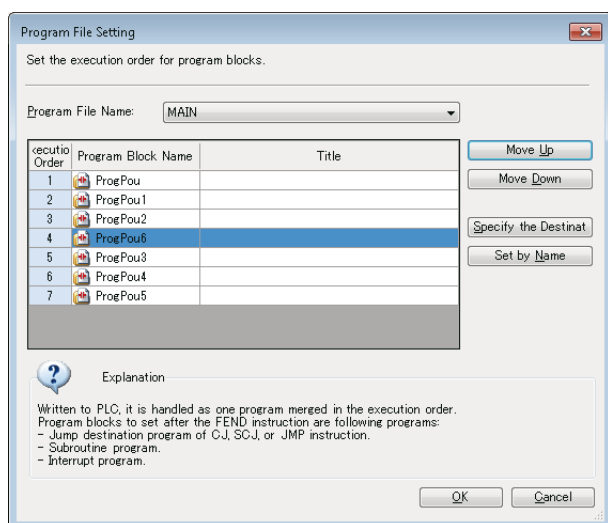 Program File Setting
Set the execution order for program blocks.
Program File Name: MAIN
Move Up
Move Down
Specify the Destinat
Set by Name
xecutio
Order Program Block Name Title
1 ProgPou
2 ProgPou1
3 ProgPou2
4 ProgPou6
5 ProgPou3
6 ProgPou4
7 ProgPou5
Explanation
Written to PLC, it is handled as one program merged in the execution order.
Program blocks to set after the FEND instruction are following programs:
- Jump destination program of CJ, SCJ, or JMP instruction.
- Subroutine program.
- Interrupt program.
OK Cancel